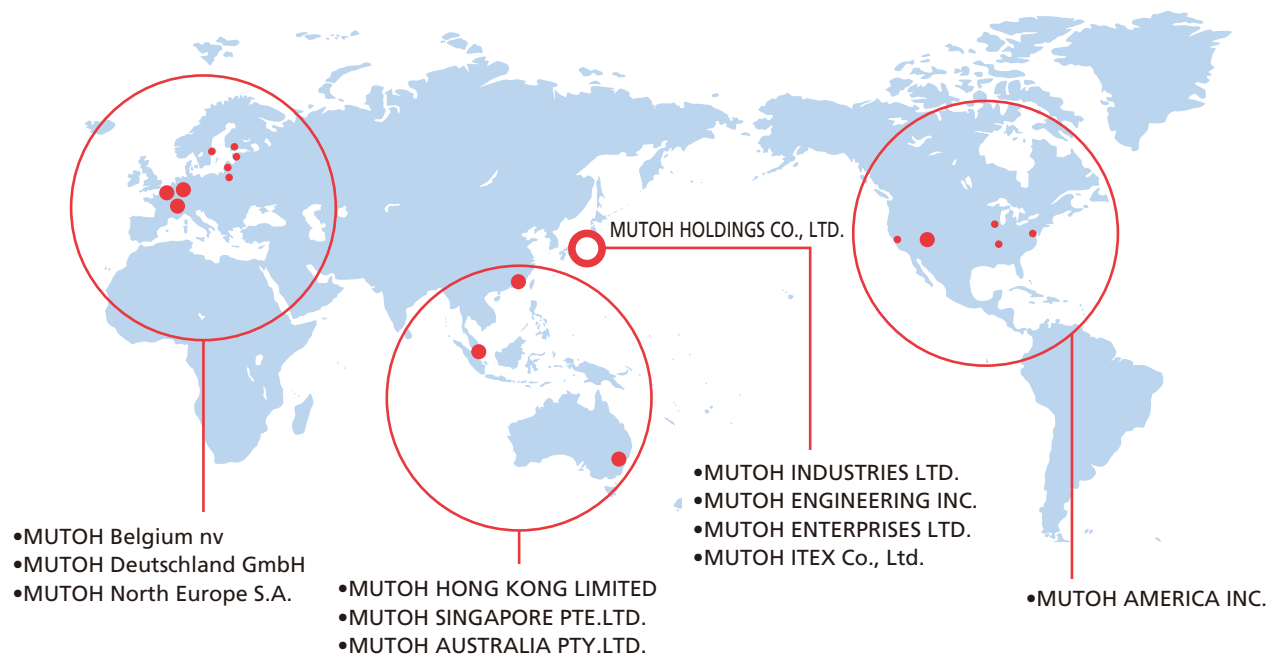 MUTOH HOLDINGS CO., LTD.
•MUTOH Belgium nv
•MUTOH Deutschland GmbH
•MUTOH North Europe S.A.
•MUTOH HONG KONG LIMITED
•MUTOH SINGAPORE PTE.LTD.
•MUTOH AUSTRALIA PTY.LTD.
•MUTOH INDUSTRIES LTD.
•MUTOH ENGINEERING INC.
•MUTOH ENTERPRISES LTD.
•MUTOH ITEX Co., Ltd.
•MUTOH AMERICA INC.